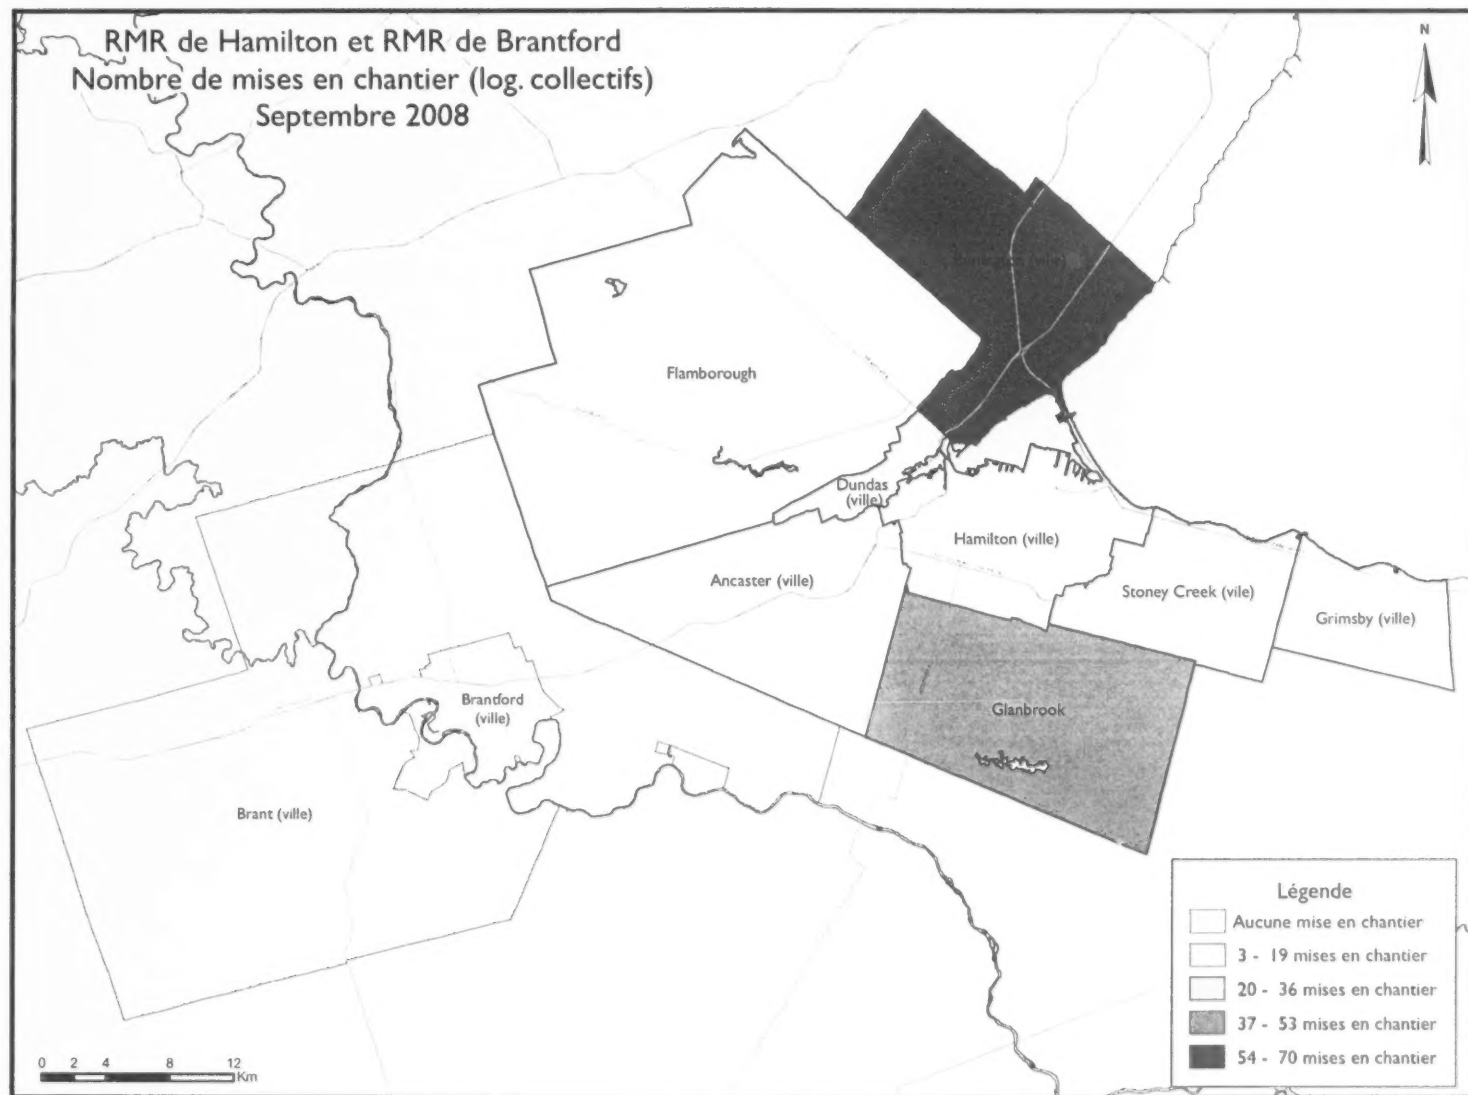 RMR de Hamilton et RMR de Brantford
Nombre de mises en chantier (log. collectifs)
Septembre 2008
N
Burlington (ville)
Flamborough
Dundas
(ville)
Hamilton (ville)
Ancaster (ville)
Stoney Creek (vile)
Grimsby (ville)
Brantford
(ville)
Glanbrook
Brant (ville)
Légende
Aucune mise en chantier
3 - 19 mises en chantier
20 - 36 mises en chantier
37 - 53 mises en chantier
54 - 70 mises en chantier
0 2 4 8 12
Km